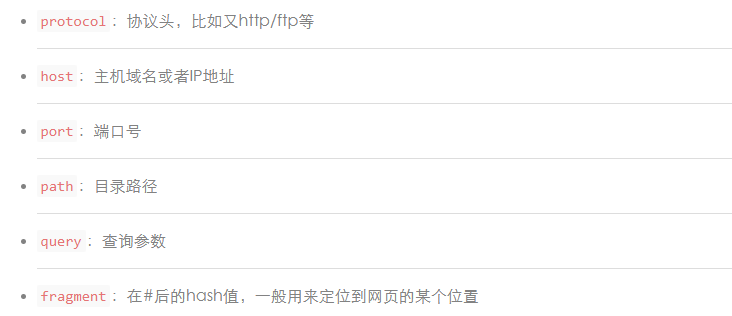 protocol：协议头，比如又http/ftp等
host：主机域名或者IP地址
port：端口号
path：目录路径
query：查询参数
fragment：在#后的hash值，一般用来定位到网页的某个位置